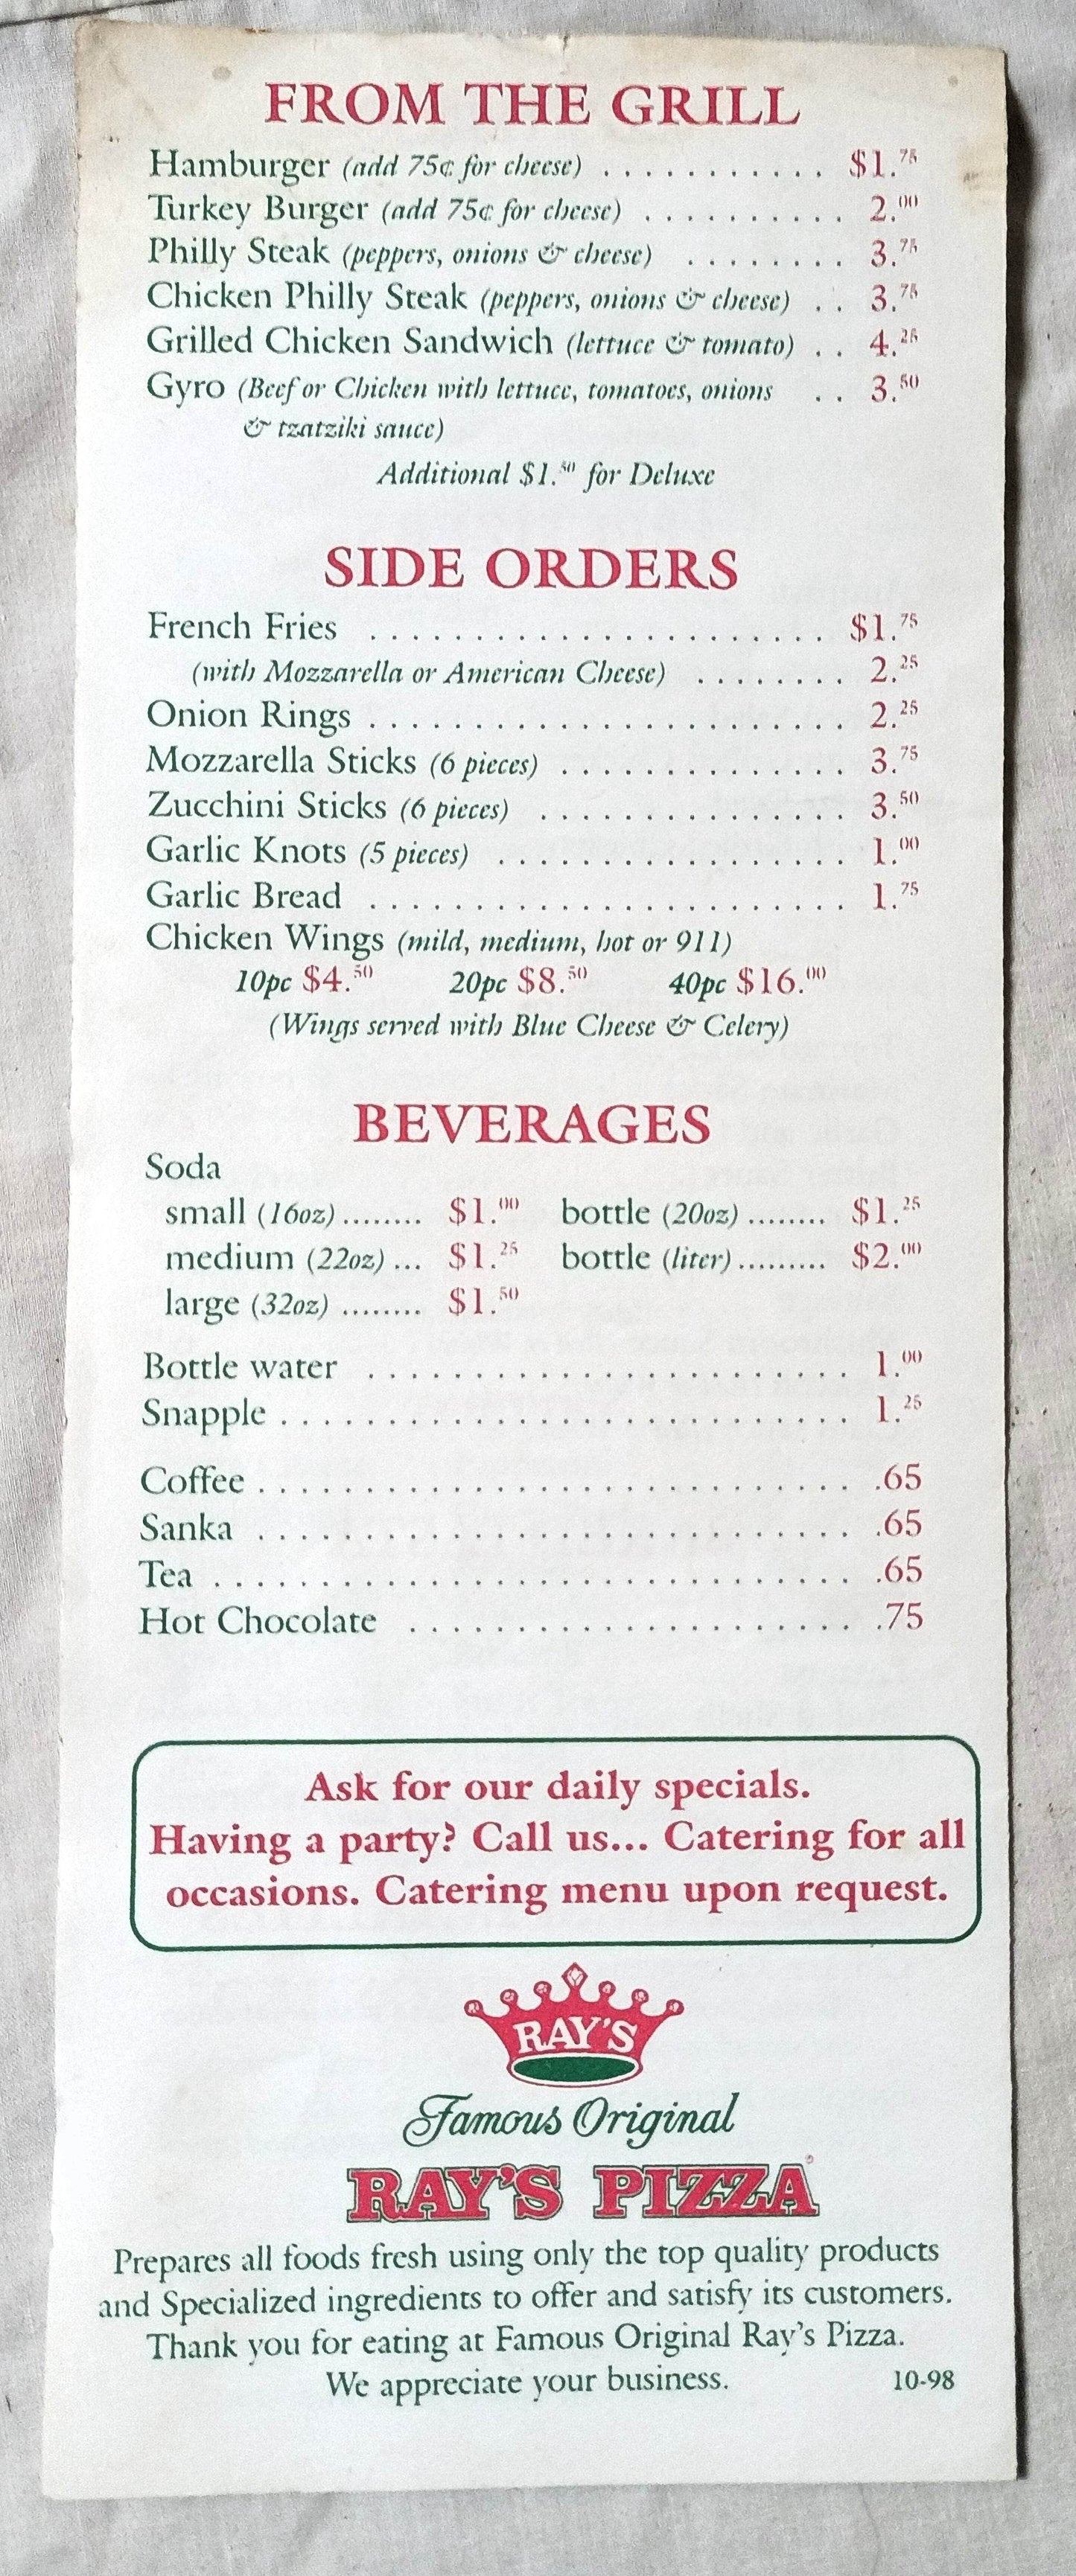 FROM THE GRILL
Hamburger (add 75¢ for cheese) . . . . . . . . . . . $1.75
Turkey Burger (add 75¢ for cheese) . . . . . . . . . . 2.00
Philly Steak (peppers, onions & cheese) . . . . . . . . 3.75
Chicken Philly Steak (peppers, onions & cheese) . . 3.75
Grilled Chicken Sandwich (lettuce & tomato) . . 4.25
Gyro (Beef or Chicken with lettuce, tomatoes, onions . . 3.50
& tzatziki sauce)
Additional $1.50 for Deluxe
SIDE ORDERS
French Fries . . . . . . . . . . . . . . . . . . . . . . . . . . $1.75
(with Mozzarella or American Cheese) . . . . . . . . 2.25
Onion Rings . . . . . . . . . . . . . . . . . . . . . . . . . . . 2.25
Mozzarella Sticks (6 pieces) . . . . . . . . . . . . . . . . 3.75
Zucchini Sticks (6 pieces) . . . . . . . . . . . . . . . . . 3.50
Garlic Knots (5 pieces) . . . . . . . . . . . . . . . . . . . . 1.00
Garlic Bread . . . . . . . . . . . . . . . . . . . . . . . . . . . 1.75
Chicken Wings (mild, medium, hot or 911)
10pc $4.50 20pc $8.50 40pc $16.00
(Wings served with Blue Cheese & Celery)
BEVERAGES
Soda
small (16oz) ........ $1.00 bottle (20oz) ........ $1.25
medium (22oz) ... $1.25 bottle (liter) ......... $2.00
large (32oz) ........ $1.50
Bottle water . . . . . . . . . . . . . . . . . . . . . . . . . . . 1.00
Snapple . . . . . . . . . . . . . . . . . . . . . . . . . . . . . . . . 1.25
Coffee . . . . . . . . . . . . . . . . . . . . . . . . . . . . . . . . . .65
Sanka . . . . . . . . . . . . . . . . . . . . . . . . . . . . . . . . . .65
Tea . . . . . . . . . . . . . . . . . . . . . . . . . . . . . . . . . . . . .65
Hot Chocolate . . . . . . . . . . . . . . . . . . . . . . . . . .75
Ask for our daily specials.
Having a party? Call us... Catering for all
occasions. Catering menu upon request.
RAY'S
Famous Original
RAY'S PIZZA®
Prepares all foods fresh using only the top quality products
and Specialized ingredients to offer and satisfy its customers.
Thank you for eating at Famous Original Ray's Pizza.
We appreciate your business. 10-98